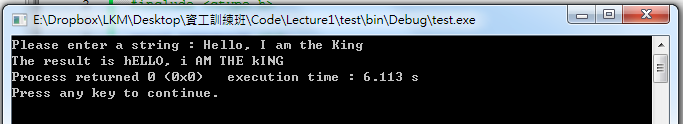 #include <ctype.h>
E:\Dropbox\LKM\Desktop\資工訓練班\Code\Lecture1\test\bin\Debug\test.exe
Please enter a string : Hello, I am the King
The result is hELLO, i AM THE kING
Process returned 0 (0x0)   execution time : 6.113 s
Press any key to continue.